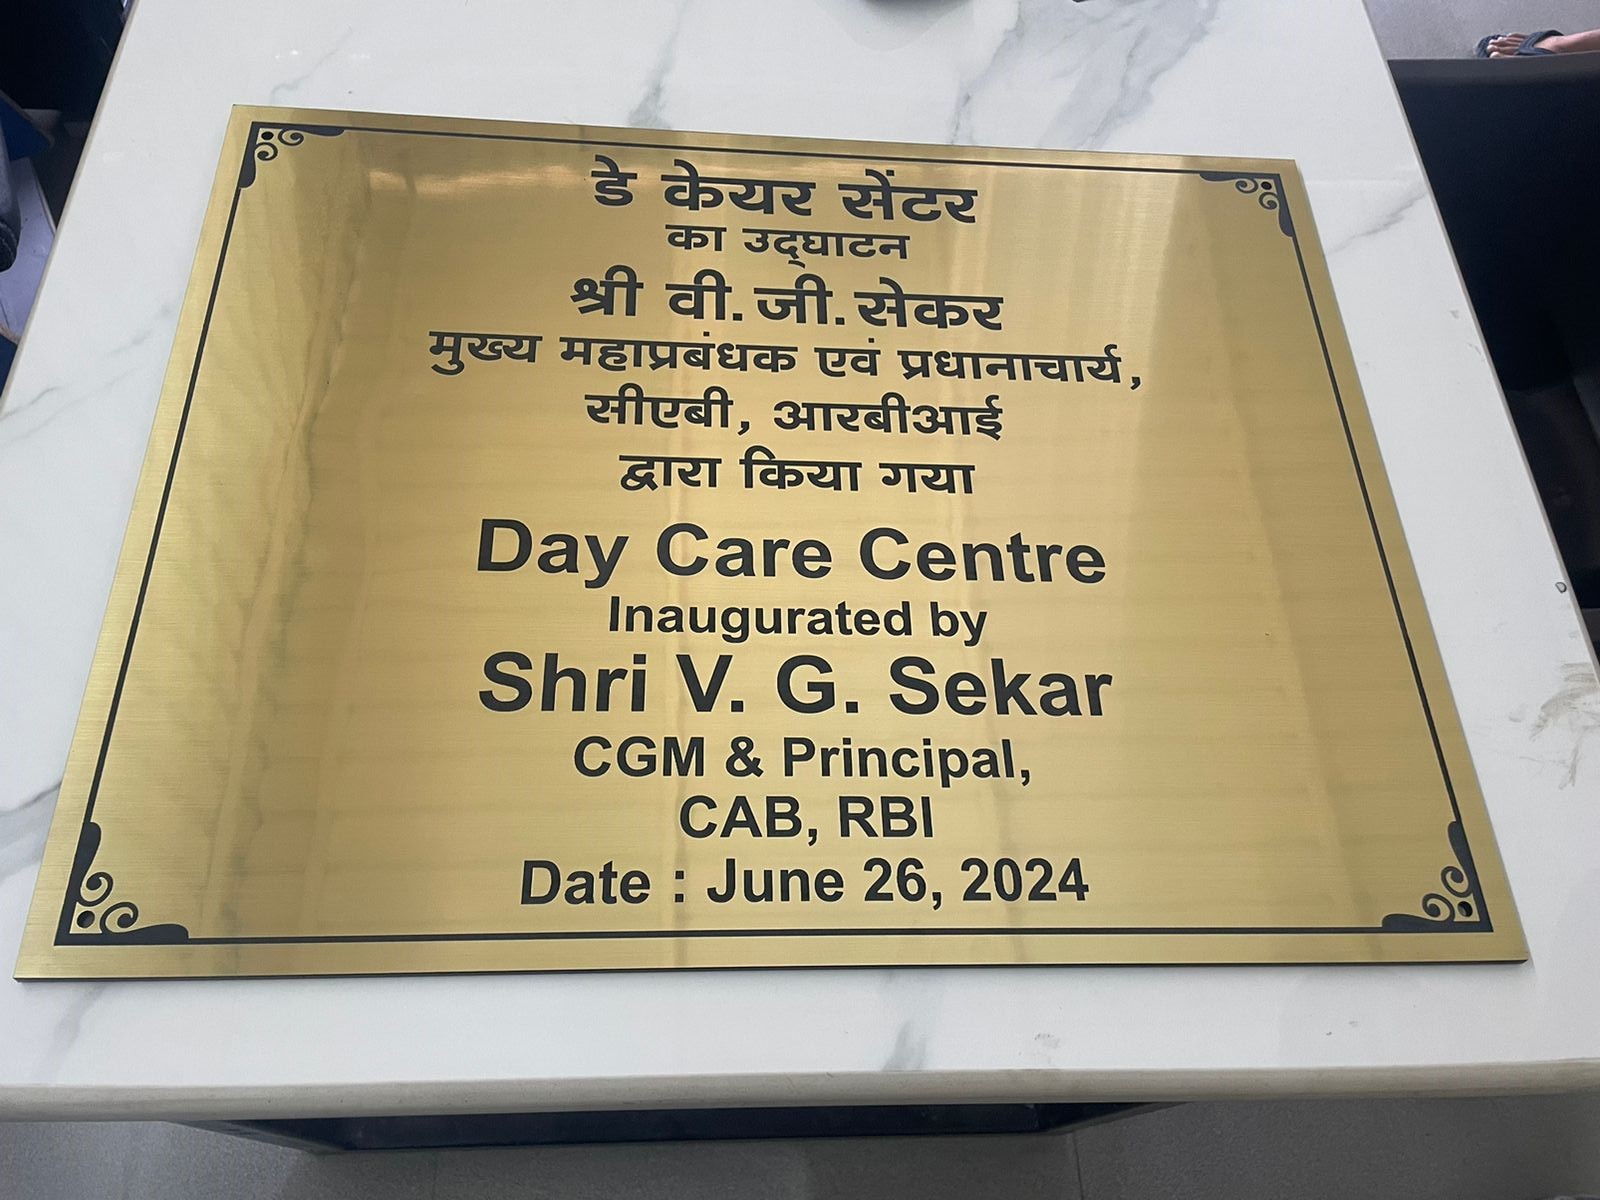 डे केयर सेंटर
का उद्‌घाटन
श्री वी. जी. सेकर
मुख्य महाप्रबंधक एवं प्रधानाचार्य,
सीएबी, आरबीआई
द्वारा किया गया
Day Care Centre
Inaugurated by
Shri V. G. Sekar
CGM & Principal,
CAB, RBI
Date : June 26, 2024